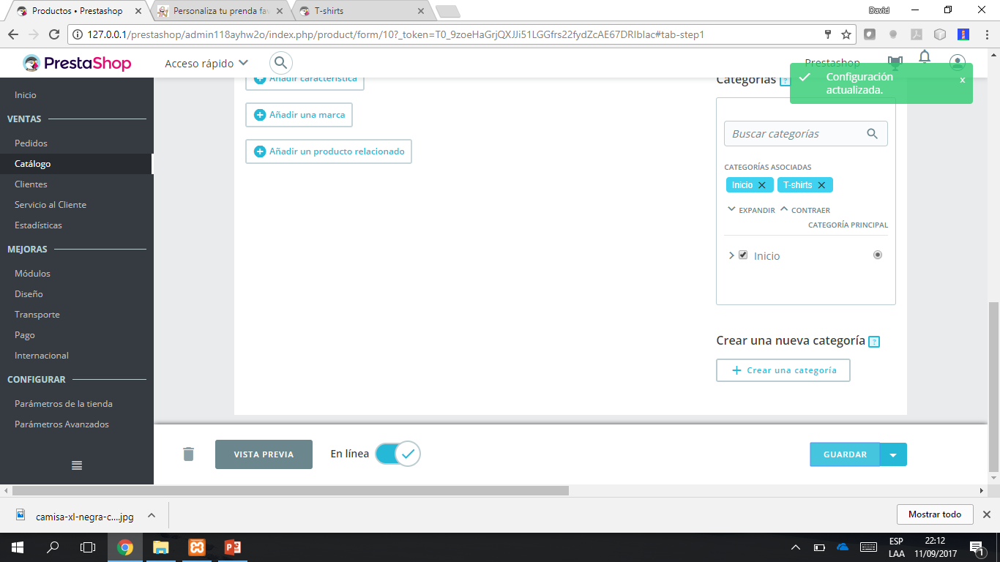 Productos • Prestashop
Personaliza tu prenda fav
T-shirts
David
127.0.0.1/prestashop/admin118ayhw2o/index.php/product/form/10?_token=T0_9zoeHaGrjQXJJi51LGGfrs22fydZcAE67DRIblac#tab-step1
PRESTASHOP
Acceso rápido
Prestashop
Configuración
actualizada.
x
Inicio
VENTAS
Pedidos
Catálogo
Clientes
Servicio al Cliente
Estadísticas
MEJORAS
Módulos
Diseño
Transporte
Pago
Internacional
CONFIGURAR
Parámetros de la tienda
Parámetros Avanzados
Añadir característica
Añadir una marca
Añadir un producto relacionado
Categorías ?
Buscar categorías
CATEGORÍAS ASOCIADAS
Inicio T-shirts
EXPANDIR CONTRAER
CATEGORÍA PRINCIPAL
Inicio
Crear una nueva categoría ?
+ Crear una categoría
VISTA PREVIA
En línea
GUARDAR
camisa-xl-negra-c....jpg
Mostrar todo
ESP
LAA
22:12
11/09/2017
1